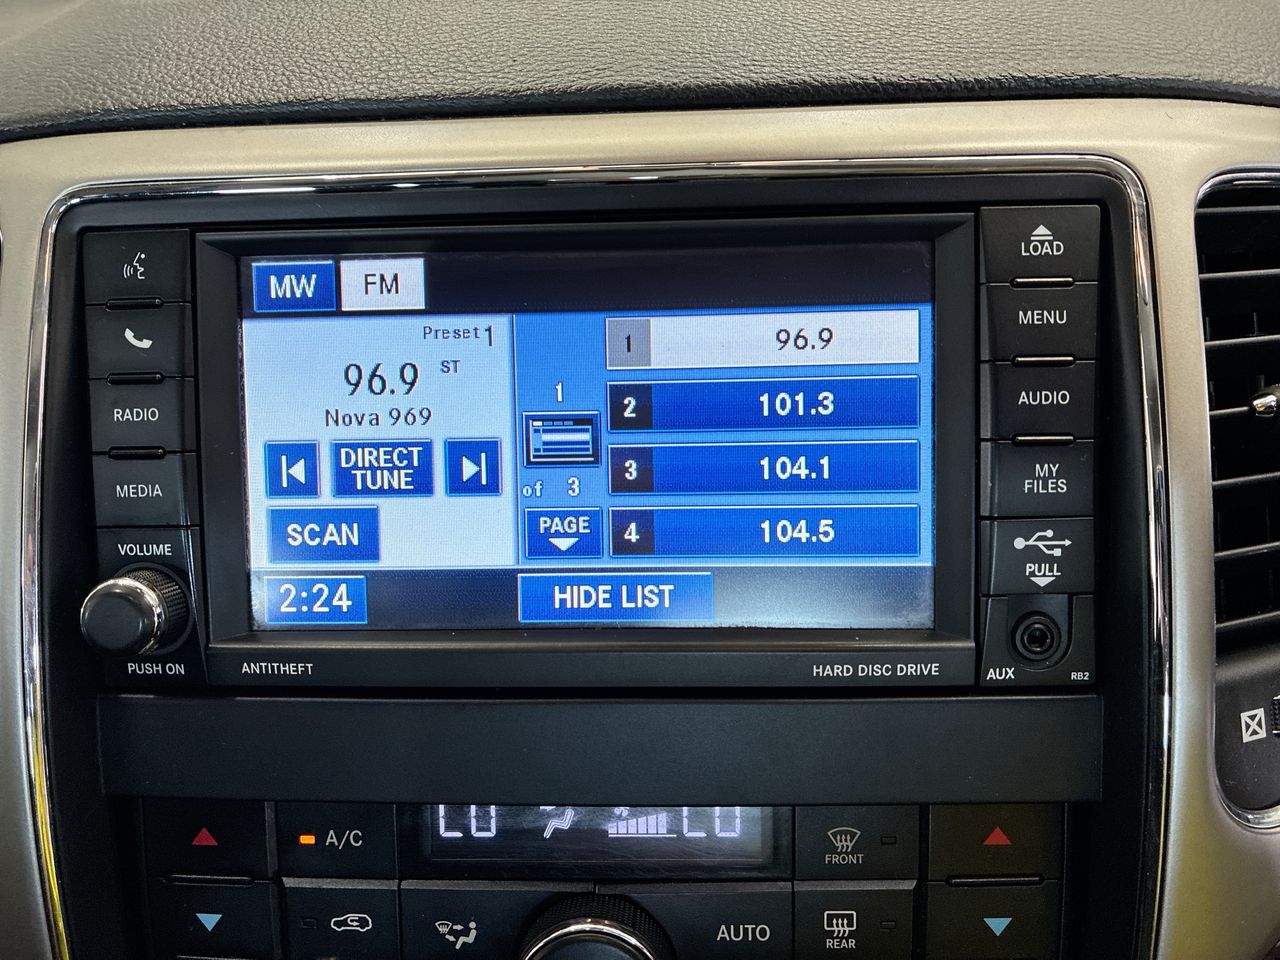 LOAD
MENU
AUDIO
MY
FILES
PULL
AUX
RB2
RADIO
MEDIA
VOLUME
PUSH ON
ANTITHEFT
HARD DISC DRIVE
MW FM
Preset 1
96.9 ST
Nova 969
DIRECT
TUNE
SCAN
2:24
1
of 3
PAGE
1 96.9
2 101.3
3 104.1
4 104.5
HIDE LIST
A/C
LO LO
FRONT
AUTO
REAR